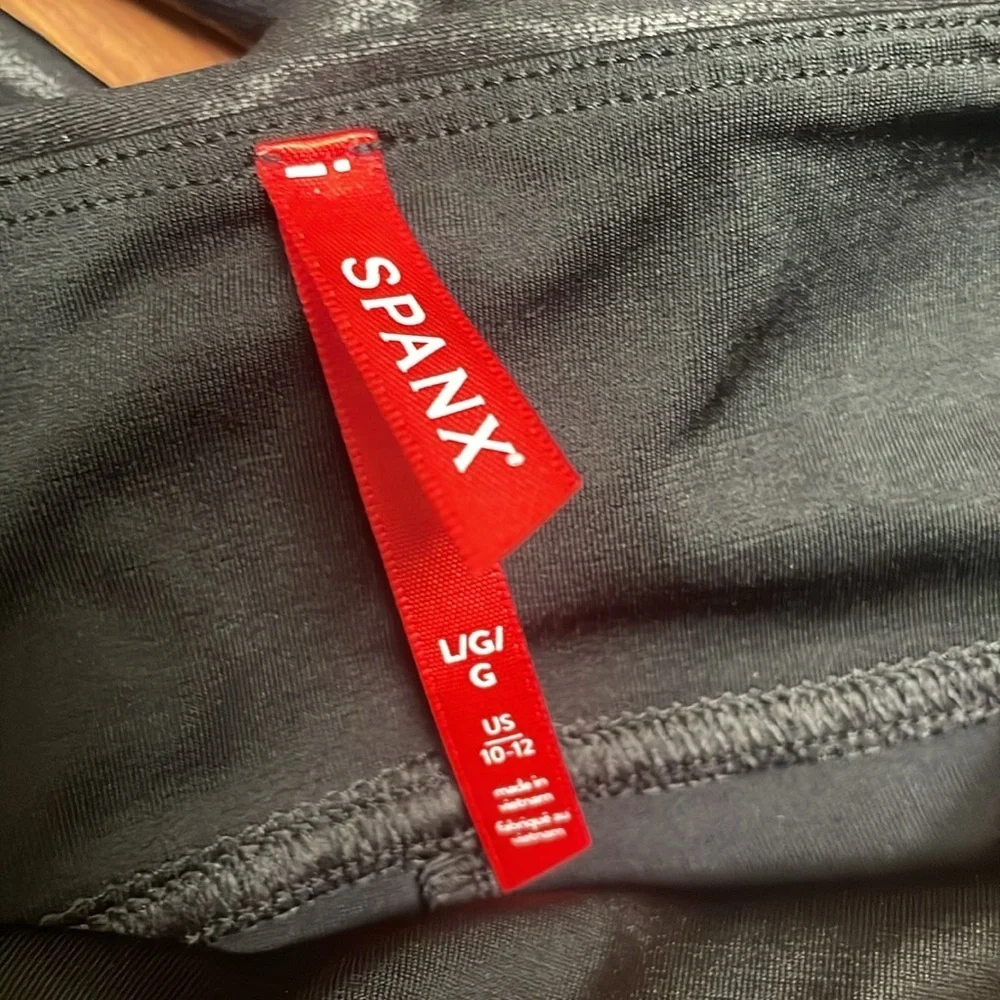 SPANX
L/G/
G
US
10-12
made in
vietnam
fabriqué au
vietnam